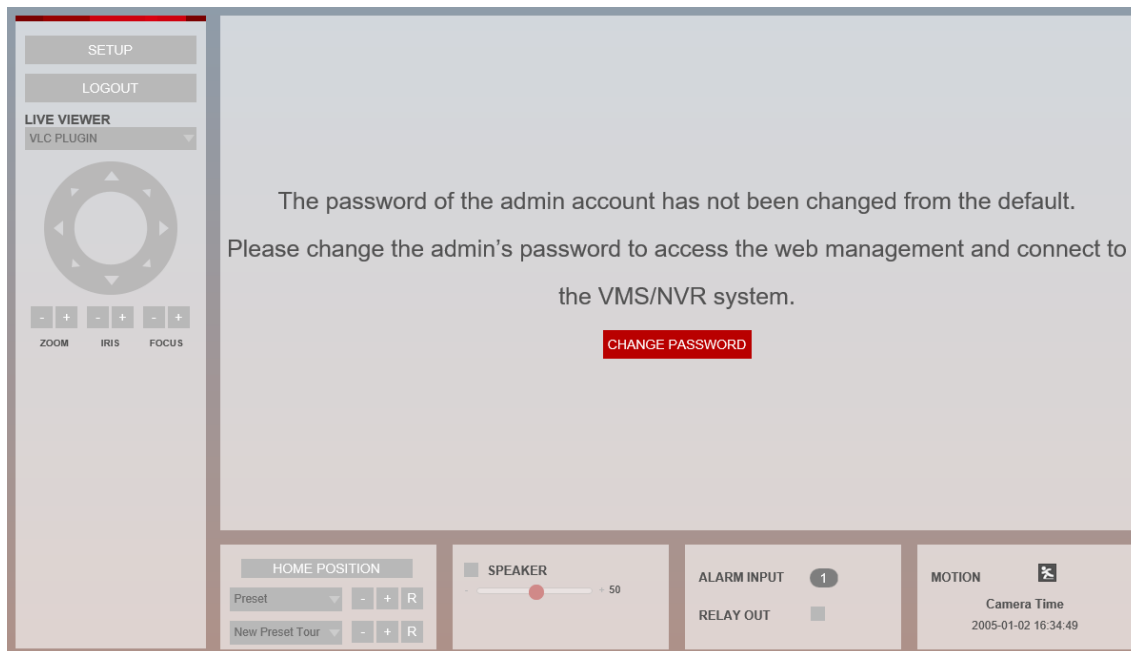 SETUP
LOGOUT
LIVE VIEWER
VLC PLUGIN
- + - + - +
ZOOM IRIS FOCUS
The password of the admin account has not been changed from the default.
Please change the admin’s password to access the web management and connect to
the VMS/NVR system.
CHANGE PASSWORD
HOME POSITION
Preset - + R
New Preset Tour - + R
SPEAKER
- + 50
ALARM INPUT 1
RELAY OUT
MOTION
Camera Time
2005-01-02 16:34:49